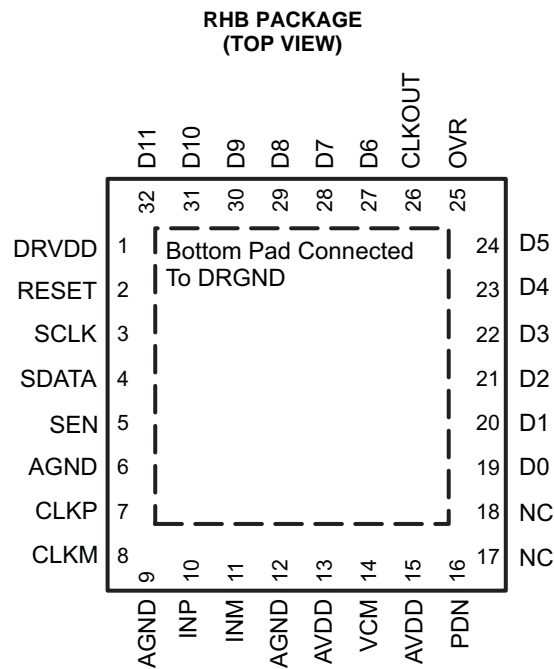 RHB PACKAGE
(TOP VIEW)
D11 D10 D9 D8 D7 D6 CLKOUT OVR
32 31 30 29 28 27 26 25
DRVDD 1 Bottom Pad Connected 24 D5
RESET 2 To DRGND 23 D4
SCLK 3 22 D3
SDATA 4 21 D2
SEN 5 20 D1
AGND 6 19 D0
CLKP 7 18 NC
CLKM 8 17 NC
9 10 11 12 13 14 15 16
AGND INP INM AGND AVDD VCM AVDD PDN